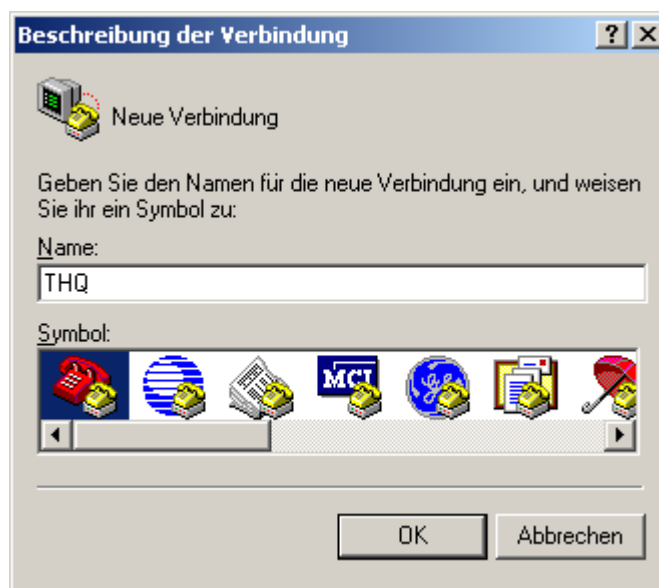 Beschreibung der Verbindung
Neue Verbindung
Geben Sie den Namen für die neue Verbindung ein, und weisen
Sie ihr ein Symbol zu:
Name:
THQ
Symbol:
MCI
OK Abbrechen